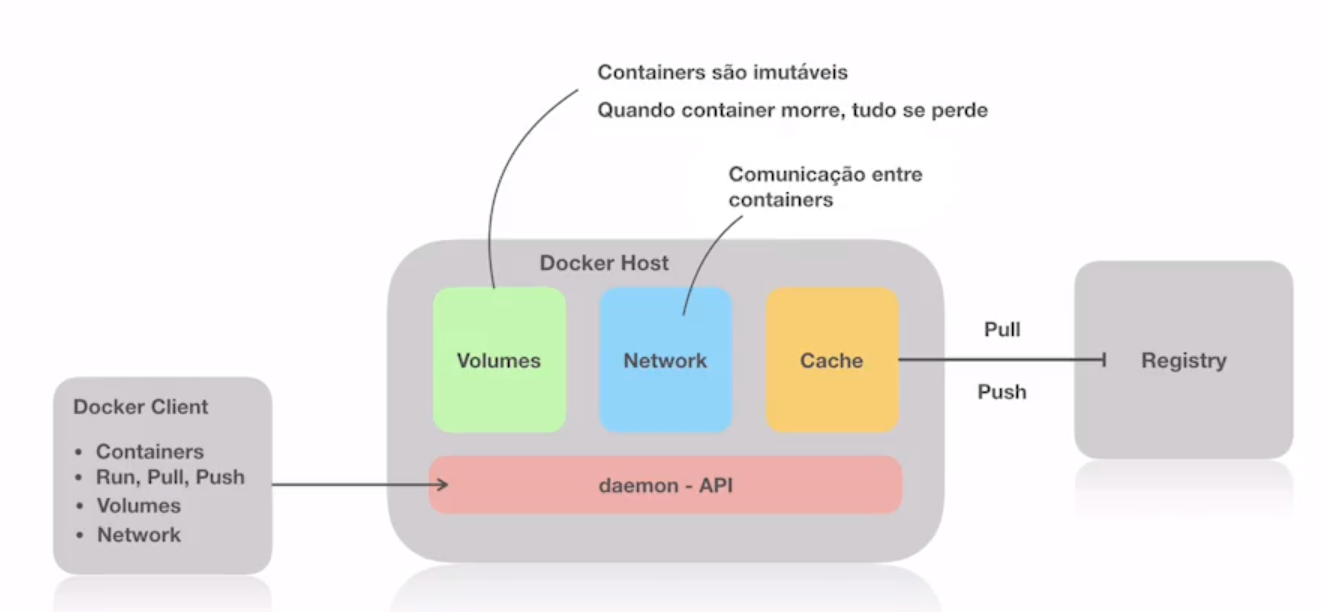 Containers são imutáveis
Quando container morre, tudo se perde
Comunicação entre
containers
Docker Host
Volumes
Network
Cache
Pull
Push
Registry
Docker Client
• Containers
• Run, Pull, Push
• Volumes
• Network
daemon - API